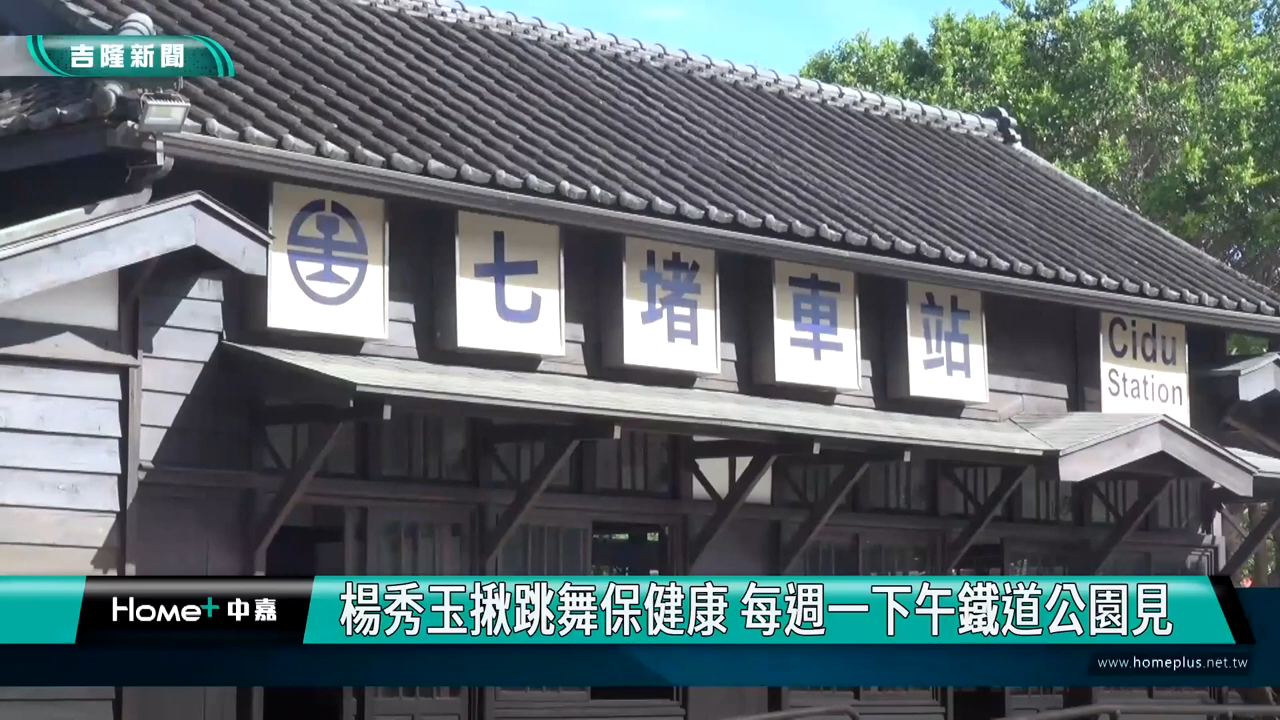 吉隆新聞
七堵車站
Cidu
Station
Home+中嘉
楊秀玉揪跳舞保健康 每週一下午鐵道公園見
www.homeplus.net.tw